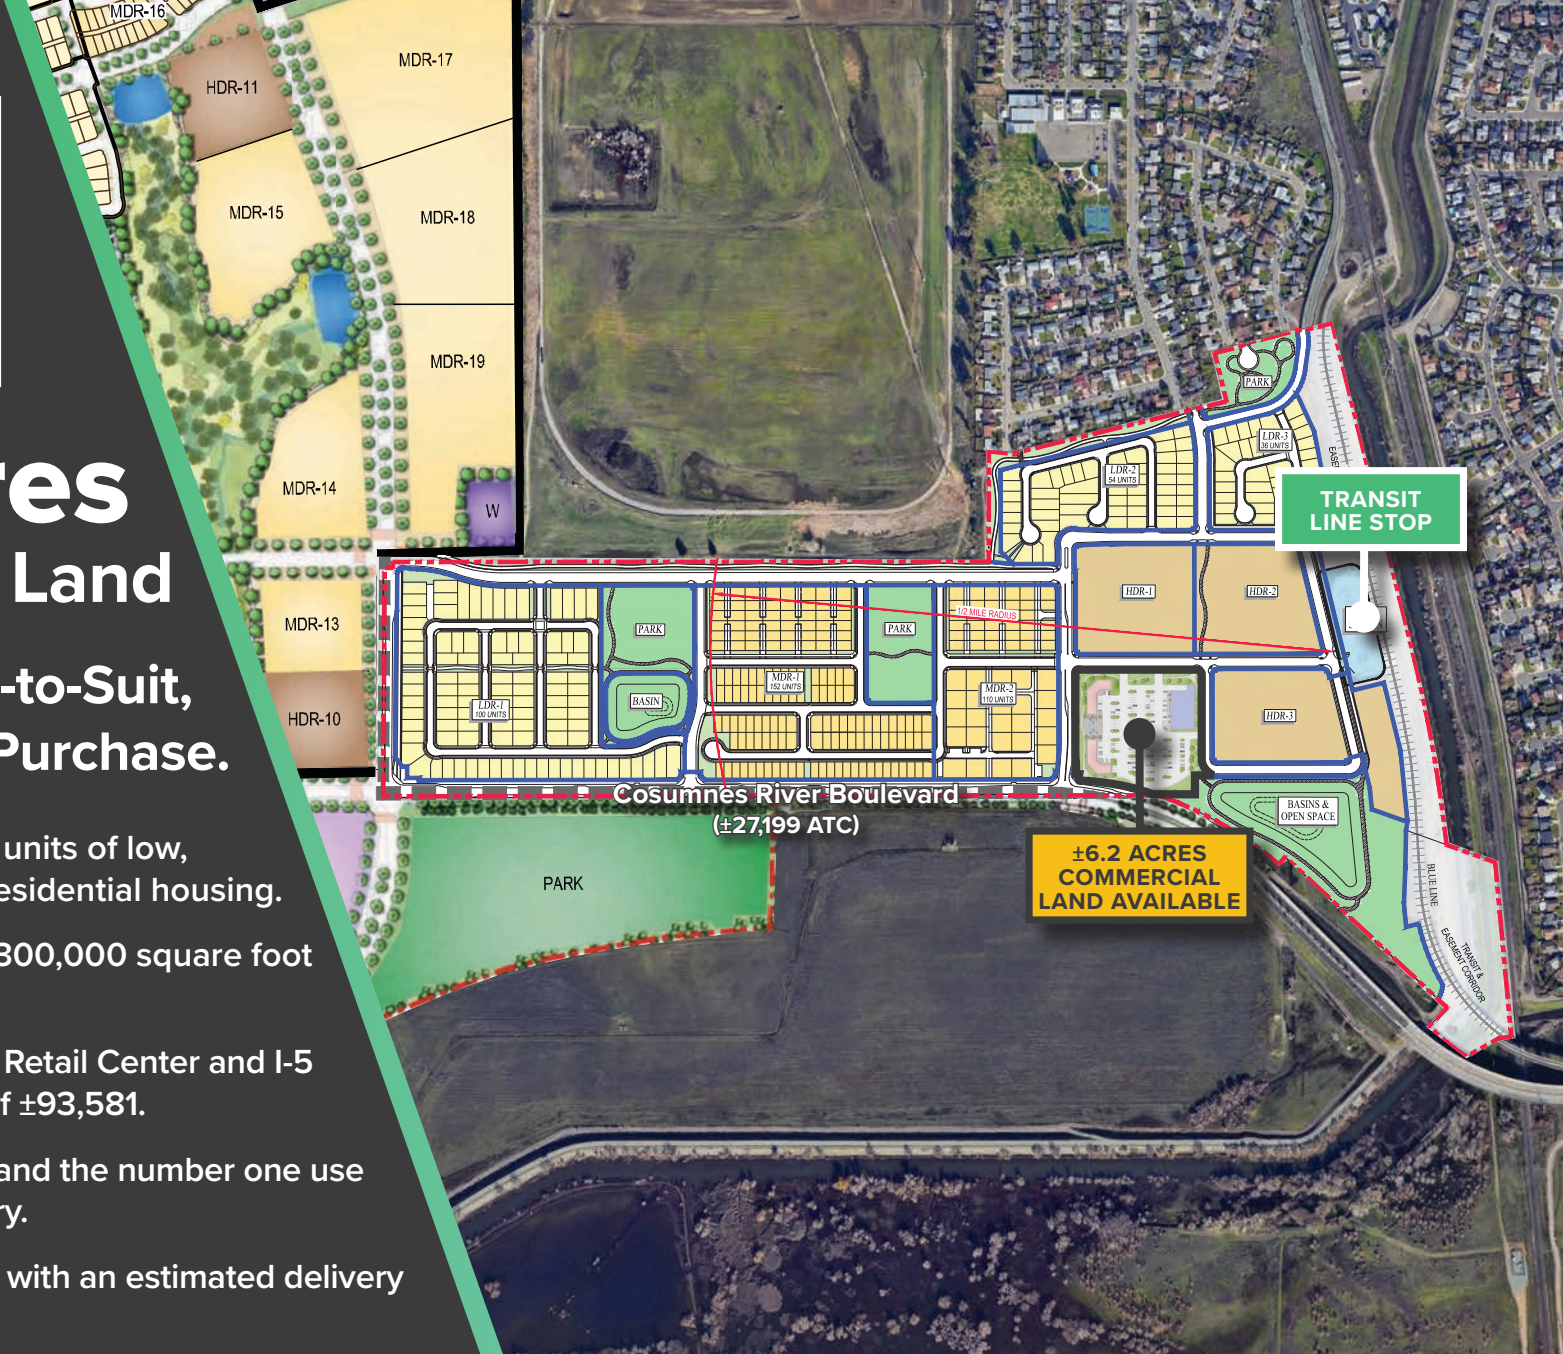 res
Land
-to-Suit,
Purchase.
units of low,
esidential housing.
300,000 square foot
Retail Center and I-5
f ±93,581.
and the number one use
ry.
with an estimated delivery
MDR-16
HDR-11
MDR-17
MDR-15
MDR-18
MDR-19
MDR-14
W
MDR-13
HDR-10
PARK
PARK
LDR-3
36 UNITS
LDR-2
54 UNITS
TRANSIT
LINE STOP
HDR-1
HDR-2
1/2 MILE RADIUS
PARK
PARK
BASIN
LDR-1
100 UNITS
MDR-1
152 UNITS
MDR-2
110 UNITS
HDR-3
Cosumnes River Boulevard
(±27,199 ATC)
BASINS &
OPEN SPACE
±6.2 ACRES
COMMERCIAL
LAND AVAILABLE
BLUE LINE
TRANSIT &
EASEMENT CORRIDOR